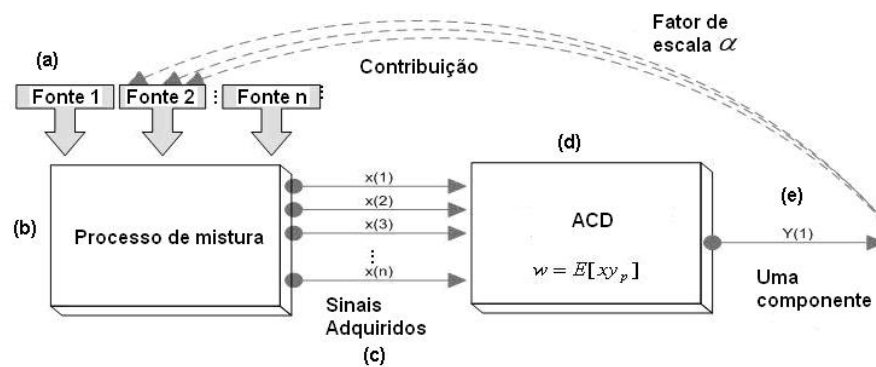 Fator de
escala α
Contribuição
(a)
Fonte 1
Fonte 2
⋮
Fonte n
⋮
(b)
Processo de mistura
x(1)
x(2)
x(3)
⋮
x(n)
Sinais
Adquiridos
(c)
(d)
ACD
w = E[xy_p]
(e)
Y(1)
Uma
componente